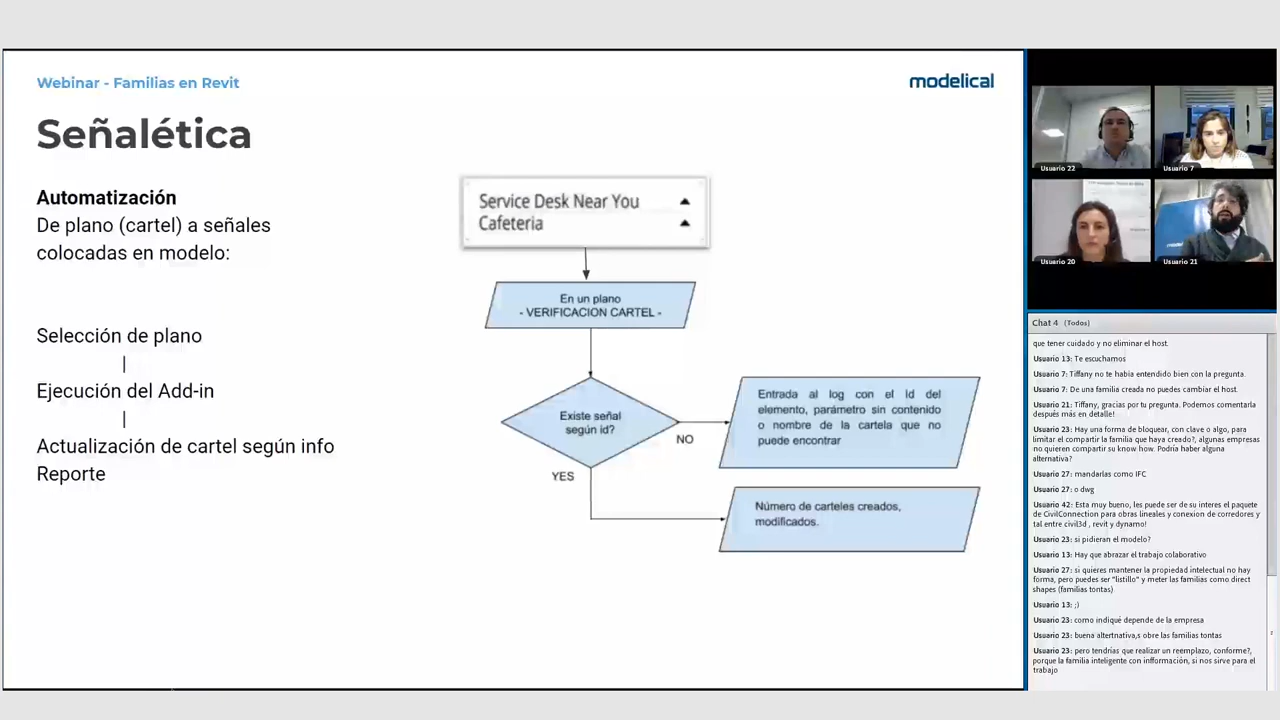 Webinar - Familias en Revit
modelical
Señalética
Automatización
De plano (cartel) a señales
colocadas en modelo:
Selección de plano
|
Ejecución del Add-in
|
Actualización de cartel según info
Reporte
Service Desk Near You ▲
Cafeteria ▲
En un plano
- VERIFICACION CARTEL -
Existe señal
según id?
NO
YES
Entrada al log con el Id del
elemento, parámetro sin contenido
o nombre de la cartela que no
puede encontrar
Número de carteles creados,
modificados.
Usuario 22
Usuario 7
Usuario 20
Usuario 21
Chat 4 (Todos)
que tener cuidado y no eliminar el host.
Usuario 13: Te escuchamos
Usuario 7: Tiffany no te habia entendido bien con la pregunta.
Usuario 7: De una familia creada no puedes cambiar el host.
Usuario 21: Tiffany, gracias por tu pregunta. Podemos comentarla
después más en detalle!
Usuario 23: Hay una forma de bloquear, con clave o algo, para
limitar el compartir la familia que haya creado?, algunas empresas
no quieren compartir su know how. Podría haber alguna
alternativa?
Usuario 27: mandarlas como IFC
Usuario 27: o dwg
Usuario 42: Esta muy bueno, les puede ser de su interes el paquete
de CivilConnection para obras lineales y conexion de corredores y
tal entre civil3d , revit y dynamo!
Usuario 23: si pidieran el modelo?
Usuario 13: Hay que abrazar el trabajo colaborativo
Usuario 27: si quieres mantener la propiedad intelectual no hay
forma, pero puedes ser "listillo" y meter las familias como direct
shapes (familias tontas)
Usuario 13: ;)
Usuario 23: como indiqué depende de la empresa
Usuario 23: buena altertnativa,s obre las familias tontas
Usuario 23: pero tendrías que realizar un reemplazo, conforme?,
porque la familia inteligente con infformación, si nos sirve para el
trabajo